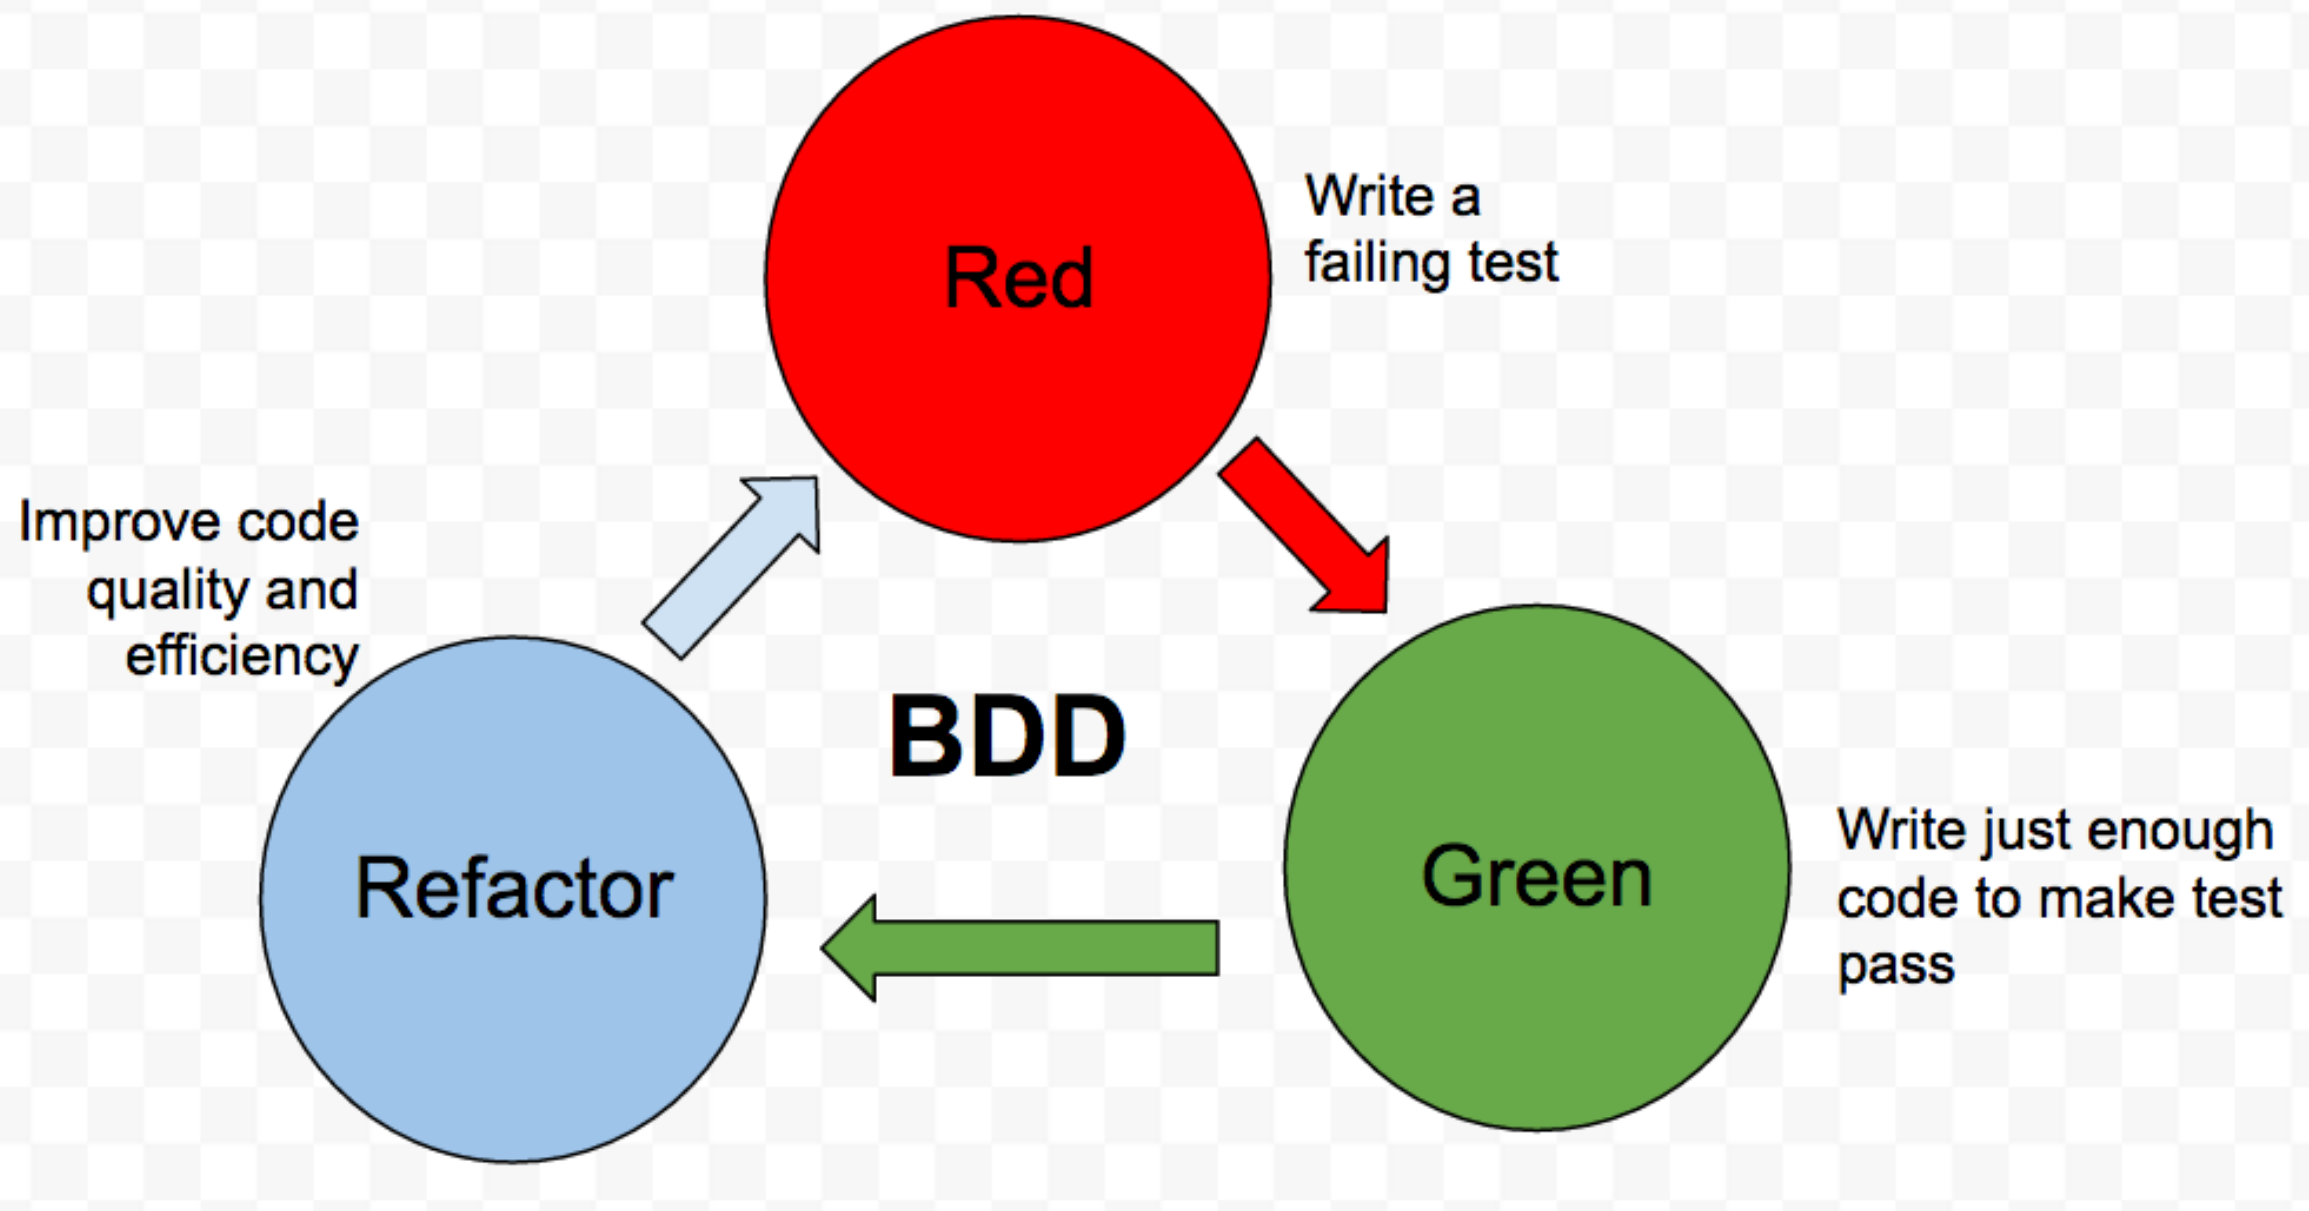 Red
Write a
failing test
Improve code
quality and
efficiency
BDD
Refactor
Green
Write just enough
code to make test
pass